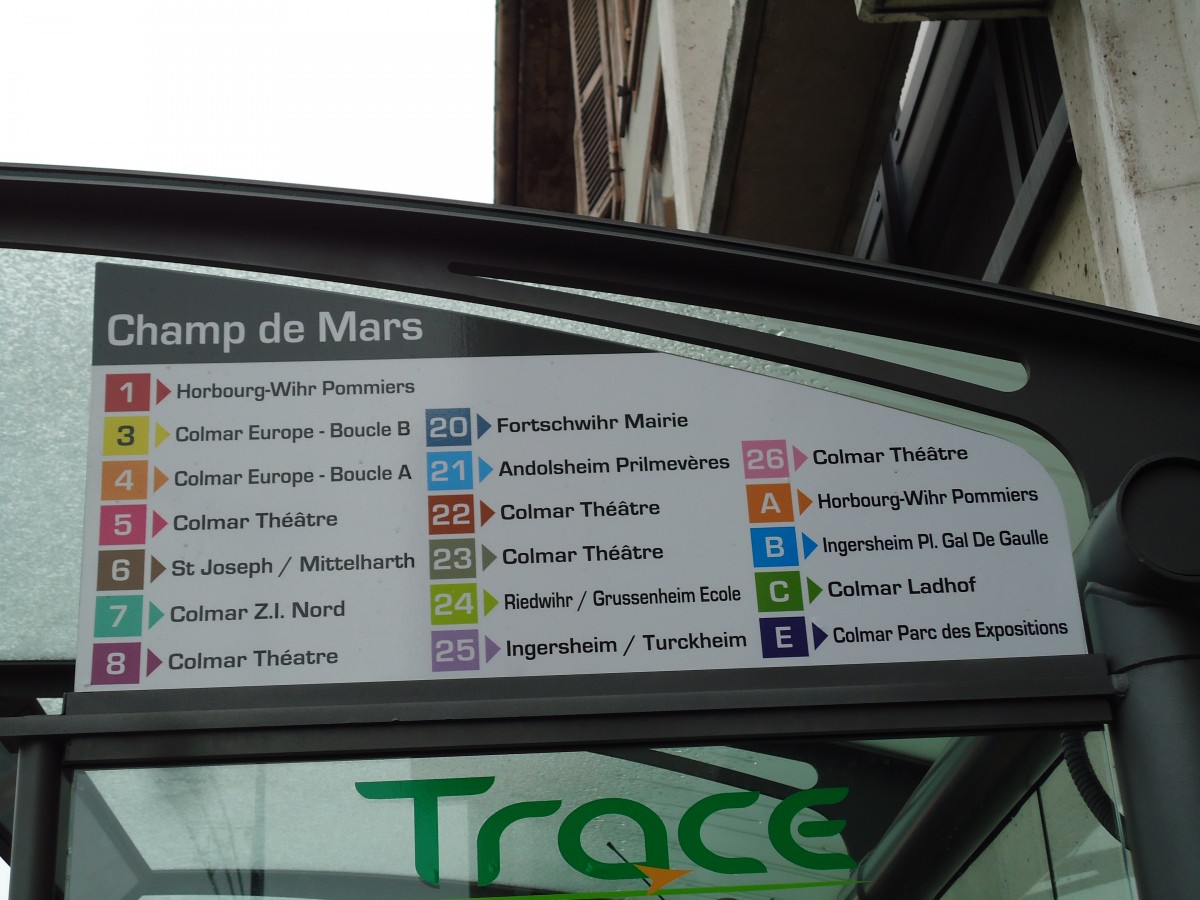 Champ de Mars
1 Horbourg-Wihr Pommiers
3 Colmar Europe - Boucle B
4 Colmar Europe - Boucle A
5 Colmar Théâtre
6 St Joseph / Mittelharth
7 Colmar Z.I. Nord
8 Colmar Théatre
20 Fortschwihr Mairie
21 Andolsheim Prilmevères
22 Colmar Théâtre
23 Colmar Théâtre
24 Riedwihr / Grussenheim Ecole
25 Ingersheim / Turckheim
26 Colmar Théâtre
A Horbourg-Wihr Pommiers
B Ingersheim Pl. Gal De Gaulle
C Colmar Ladhof
E Colmar Parc des Expositions
Trace